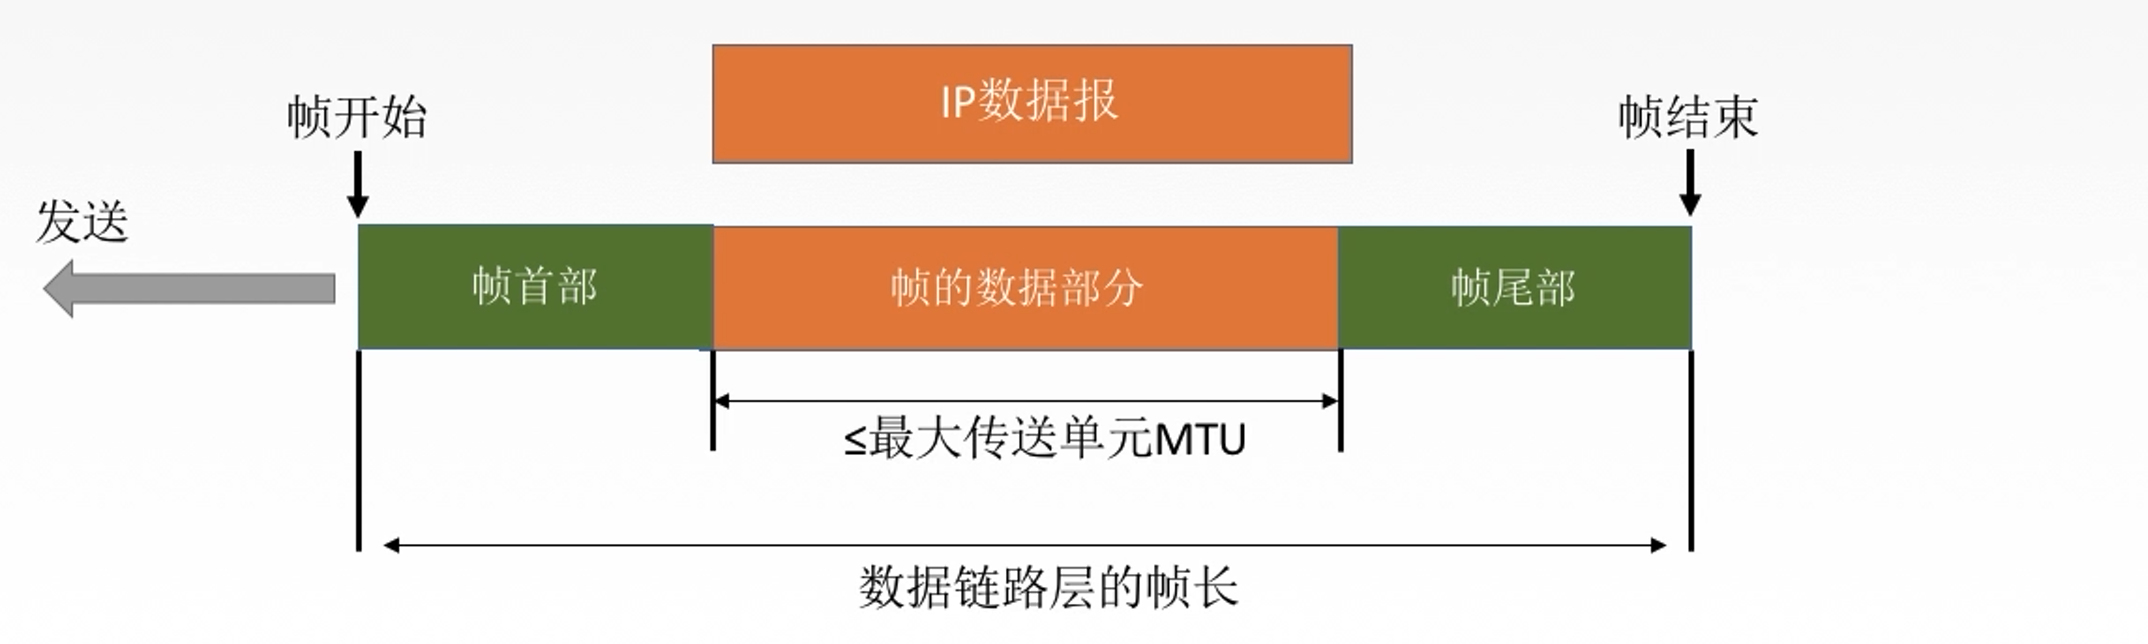 IP数据报
帧开始
帧结束
发送
帧首部
帧的数据部分
帧尾部
≤最大传送单元MTU
数据链路层的帧长